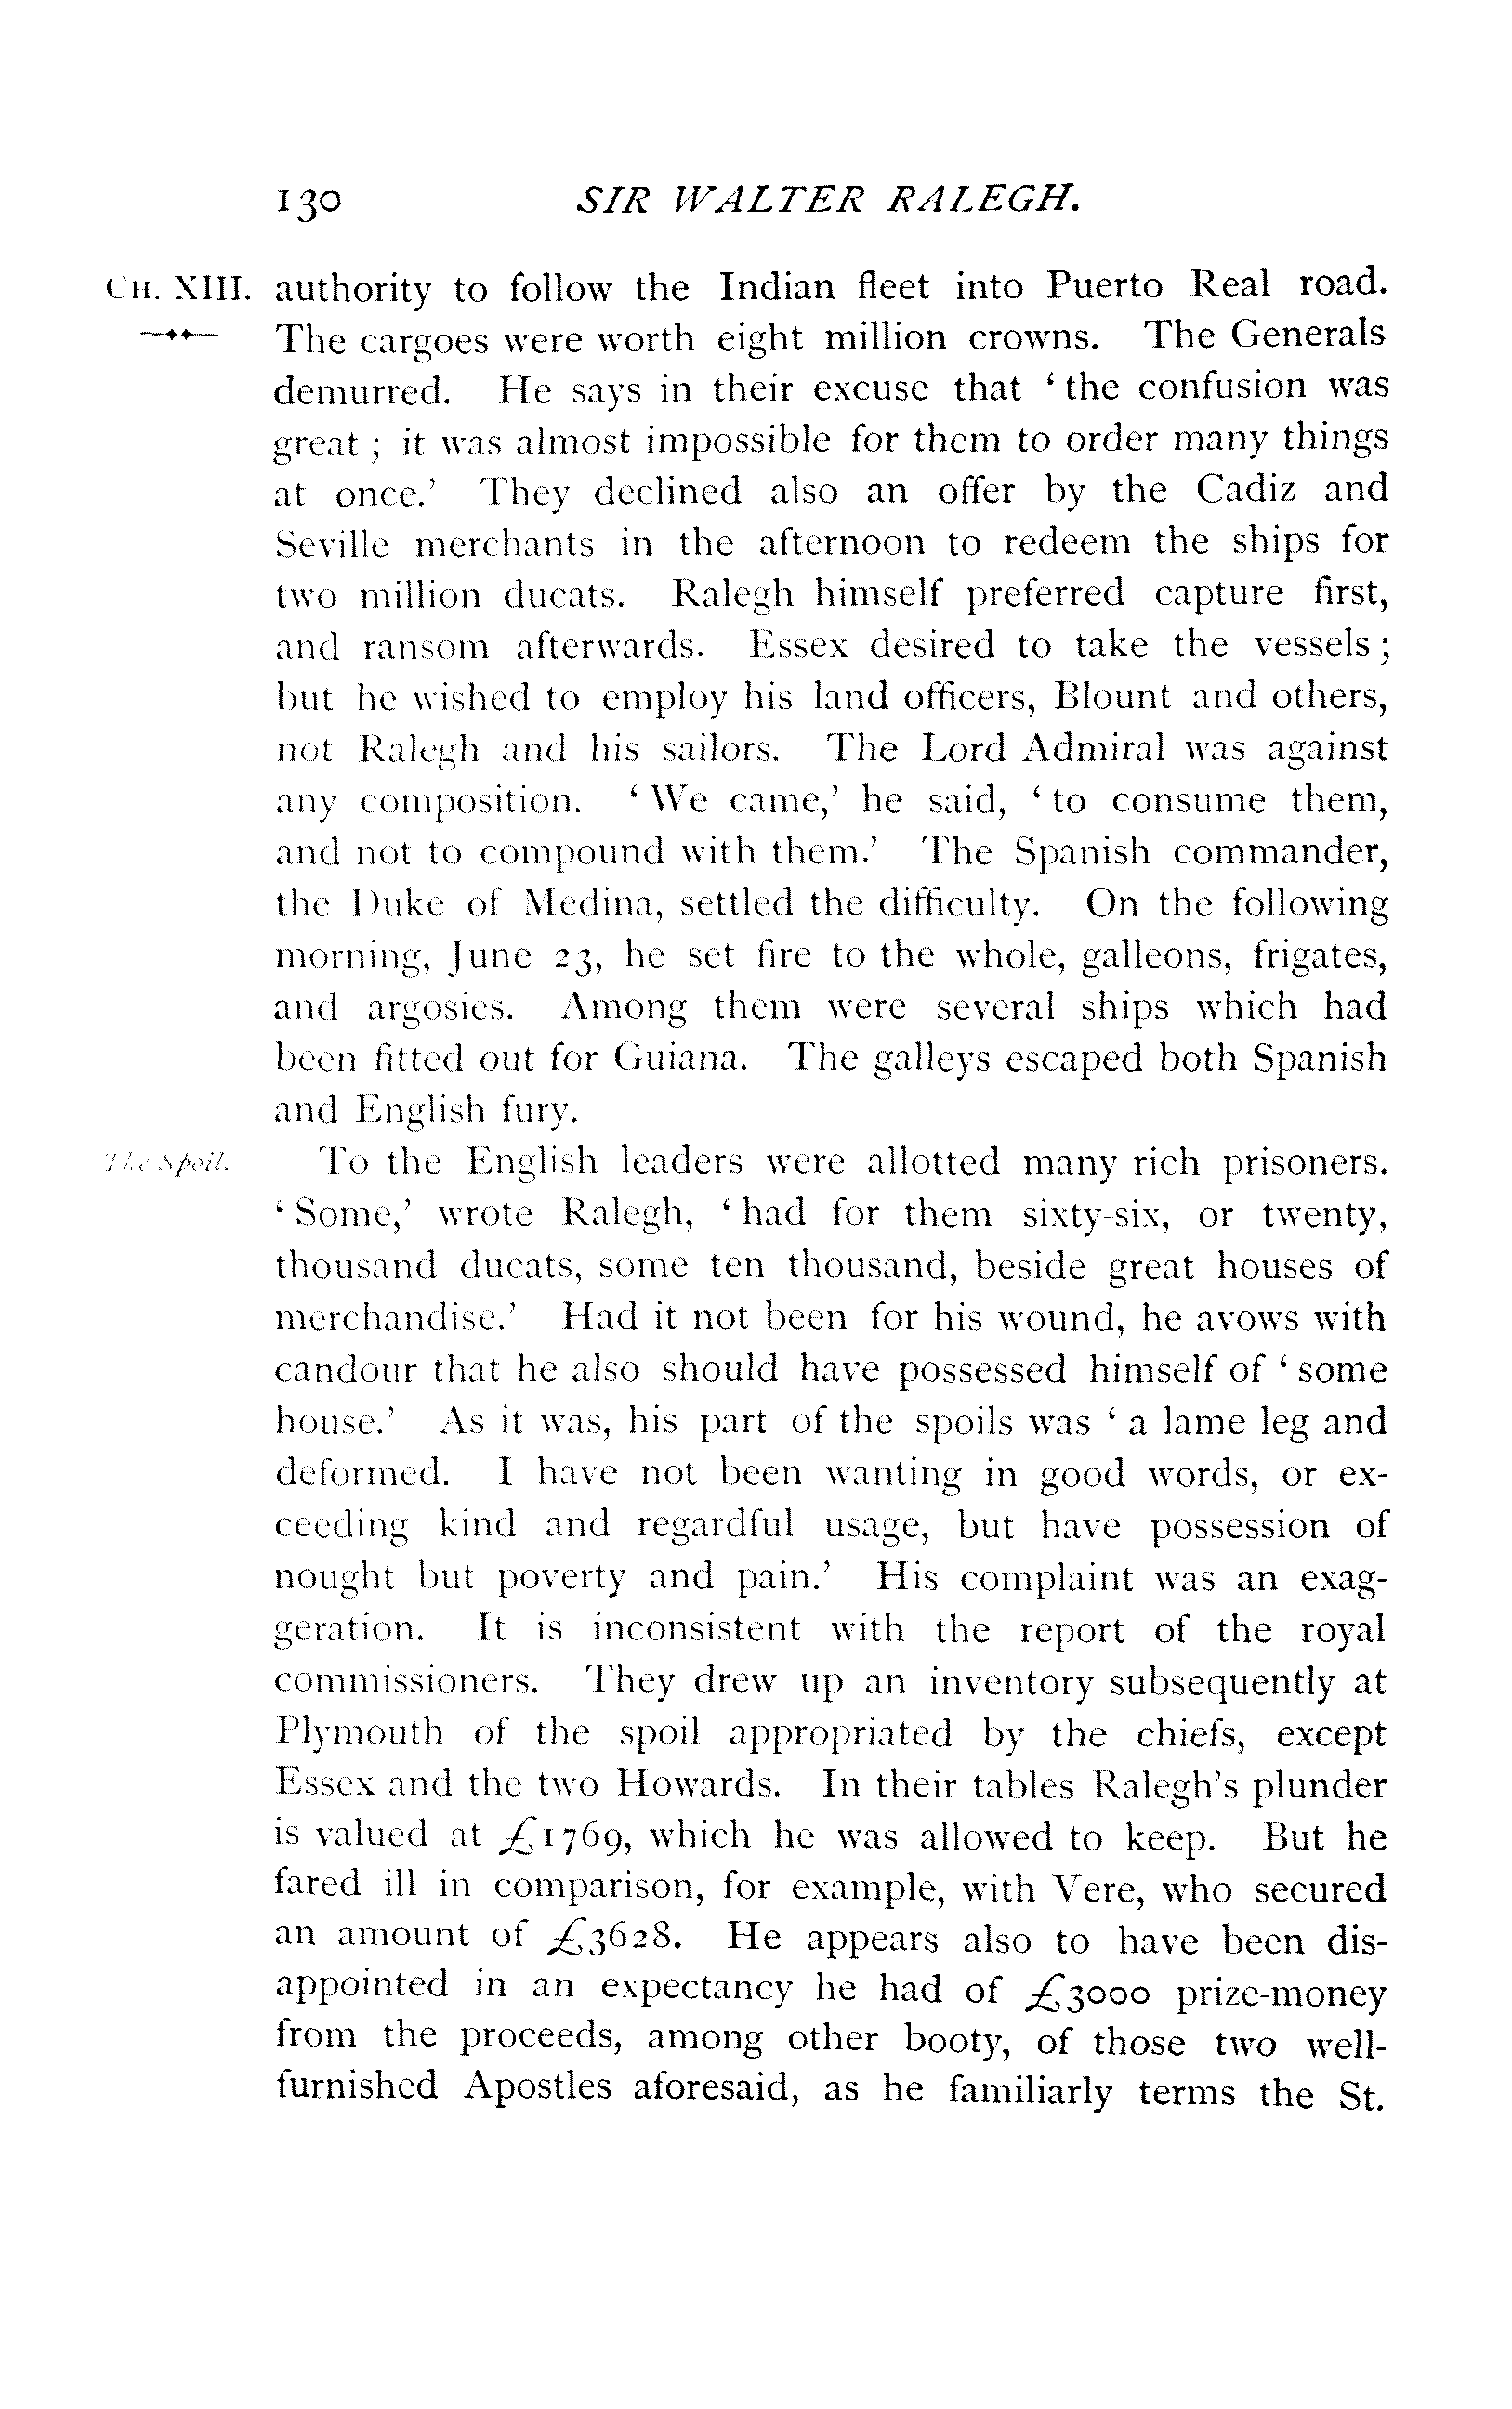 130 SIR WALTER RALEGH.
CH. XIII. authority to follow the Indian fleet into Puerto Real road.
The cargoes were worth eight million crowns. The Generals
demurred. He says in their excuse that ‘the confusion was
great; it was almost impossible for them to order many things
at once.’ They declined also an offer by the Cadiz and
Seville merchants in the afternoon to redeem the ships for
two million ducats. Ralegh himself preferred capture first,
and ransom afterwards. Essex desired to take the vessels;
but he wished to employ his land officers, Blount and others,
not Ralegh and his sailors. The Lord Admiral was against
any composition. ‘We came,’ he said, ‘to consume them,
and not to compound with them.’ The Spanish commander,
the Duke of Medina, settled the difficulty. On the following
morning, June 23, he set fire to the whole, galleons, frigates,
and argosies. Among them were several ships which had
been fitted out for Guiana. The galleys escaped both Spanish
and English fury.
The Spoil. To the English leaders were allotted many rich prisoners.
‘Some,’ wrote Ralegh, ‘had for them sixty-six, or twenty,
thousand ducats, some ten thousand, beside great houses of
merchandise.’ Had it not been for his wound, he avows with
candour that he also should have possessed himself of ‘some
house.’ As it was, his part of the spoils was ‘a lame leg and
deformed. I have not been wanting in good words, or ex-
ceeding kind and regardful usage, but have possession of
nought but poverty and pain.’ His complaint was an exag-
geration. It is inconsistent with the report of the royal
commissioners. They drew up an inventory subsequently at
Plymouth of the spoil appropriated by the chiefs, except
Essex and the two Howards. In their tables Ralegh’s plunder
is valued at £1769, which he was allowed to keep. But he
fared ill in comparison, for example, with Vere, who secured
an amount of £3628. He appears also to have been dis-
appointed in an expectancy he had of £3000 prize-money
from the proceeds, among other booty, of those two well-
furnished Apostles aforesaid, as he familiarly terms the St.